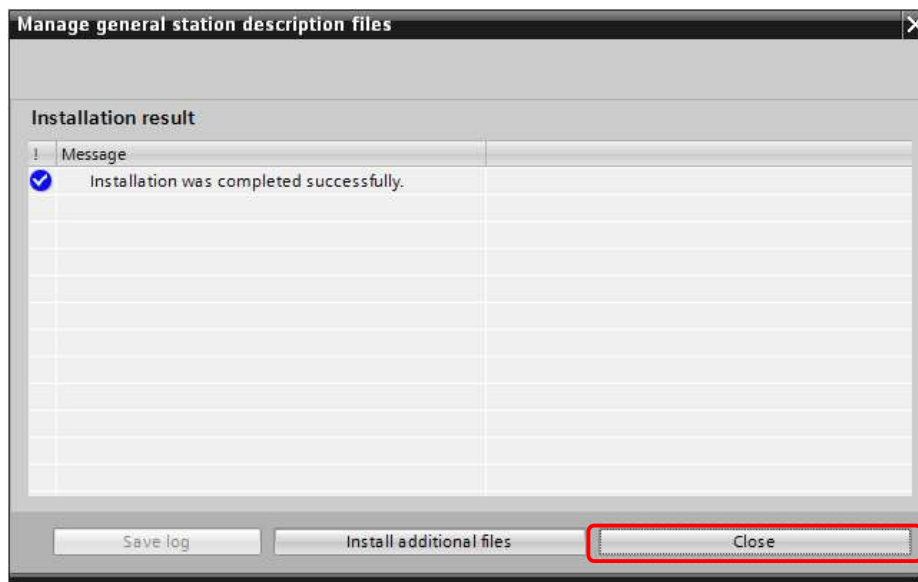 Manage general station description files
Installation result
! Message
Installation was completed successfully.
Save log Install additional files Close